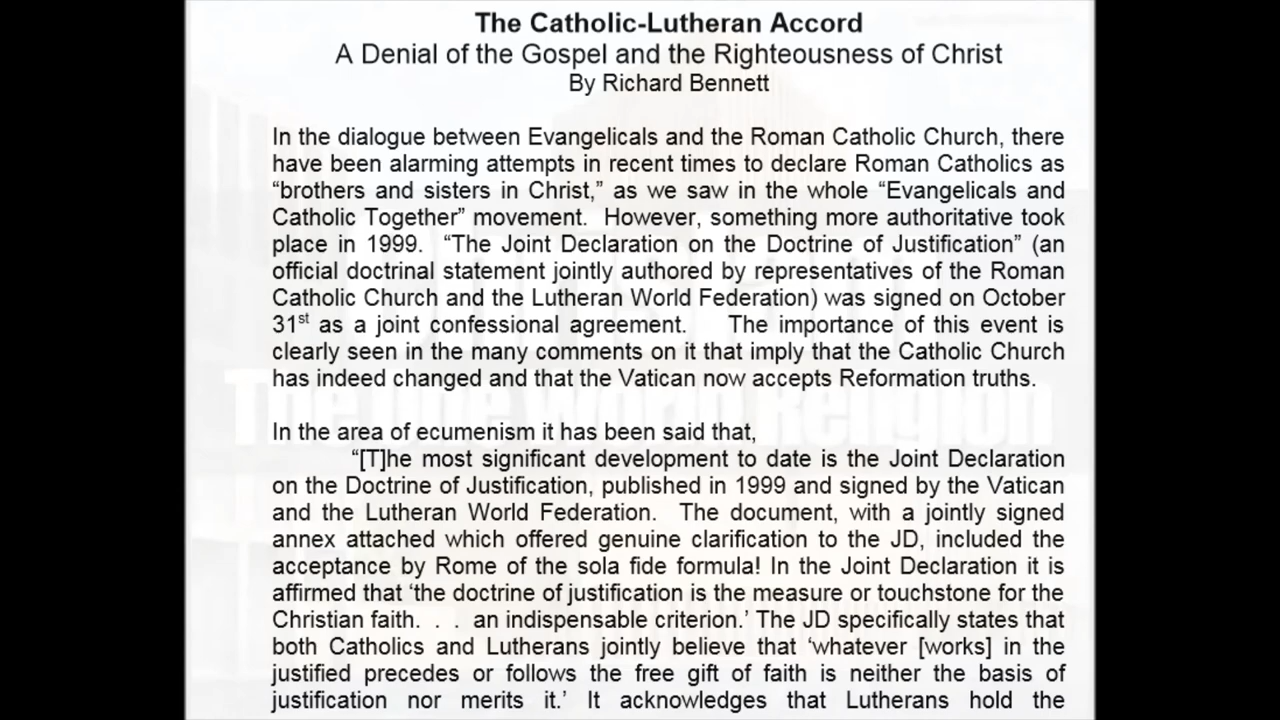 The Catholic-Lutheran Accord
A Denial of the Gospel and the Righteousness of Christ
By Richard Bennett
In the dialogue between Evangelicals and the Roman Catholic Church, there
have been alarming attempts in recent times to declare Roman Catholics as
“brothers and sisters in Christ,” as we saw in the whole “Evangelicals and
Catholic Together” movement. However, something more authoritative took
place in 1999. “The Joint Declaration on the Doctrine of Justification” (an
official doctrinal statement jointly authored by representatives of the Roman
Catholic Church and the Lutheran World Federation) was signed on October
31st as a joint confessional agreement. The importance of this event is
clearly seen in the many comments on it that imply that the Catholic Church
has indeed changed and that the Vatican now accepts Reformation truths.
In the area of ecumenism it has been said that,
“[T]he most significant development to date is the Joint Declaration
on the Doctrine of Justification, published in 1999 and signed by the Vatican
and the Lutheran World Federation. The document, with a jointly signed
annex attached which offered genuine clarification to the JD, included the
acceptance by Rome of the sola fide formula! In the Joint Declaration it is
affirmed that ‘the doctrine of justification is the measure or touchstone for the
Christian faith. . . . an indispensable criterion.’ The JD specifically states that
both Catholics and Lutherans jointly believe that ‘whatever [works] in the
justified precedes or follows the free gift of faith is neither the basis of
justification nor merits it.’ It acknowledges that Lutherans hold the
The One World Religion